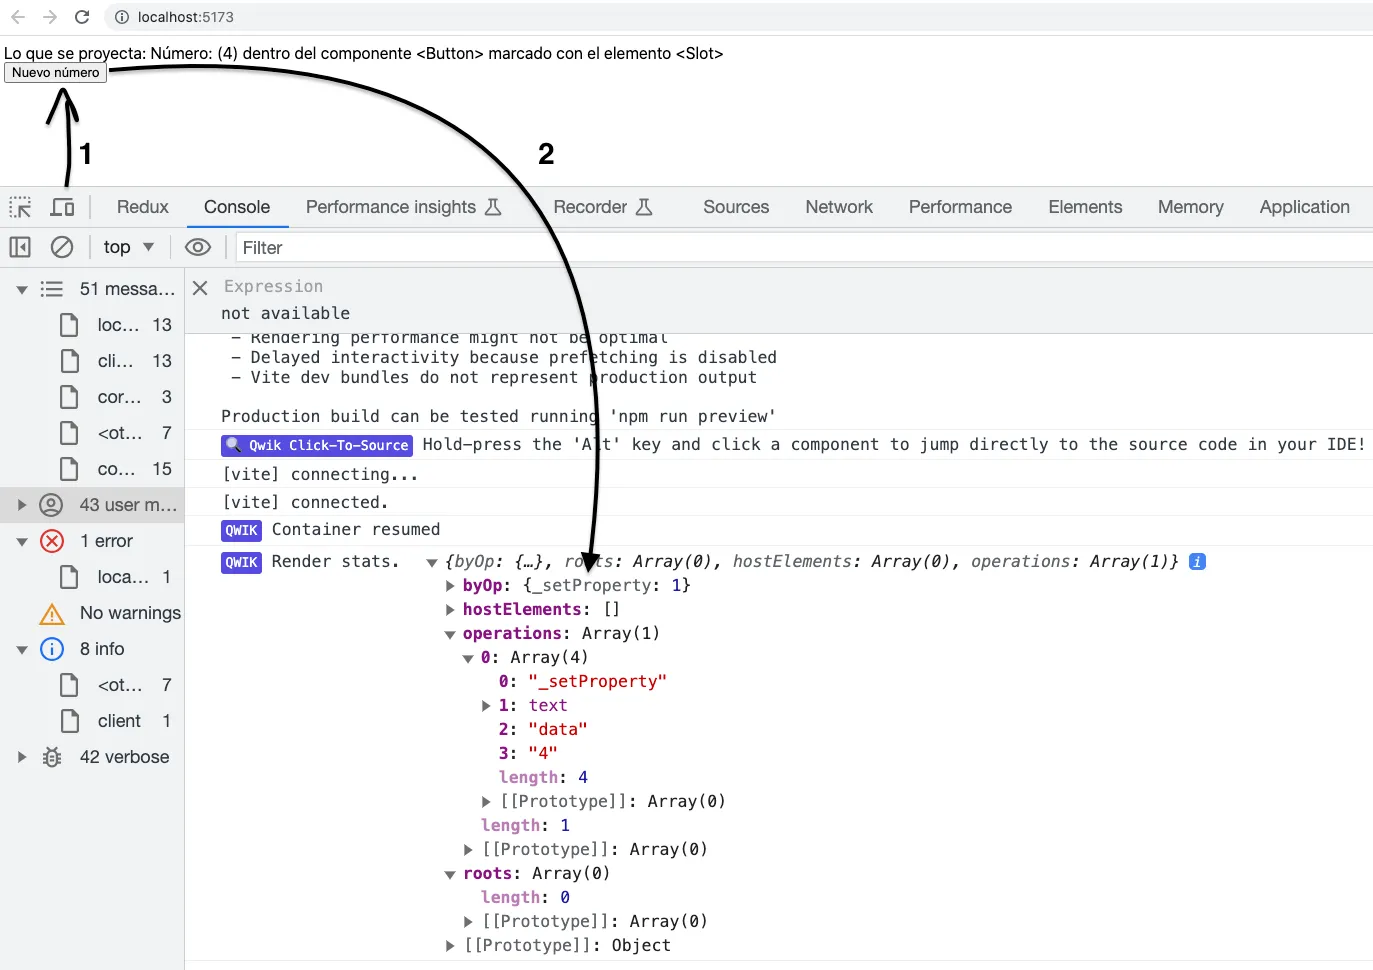 localhost:5173
Lo que se proyecta: Número: (4) dentro del componente <Button> marcado con el elemento <Slot>
Nuevo número
1
2
Redux Console Performance insights Recorder Sources Network Performance Elements Memory Application
top Filter
51 messa... Expression
not available
loc... 13
- Rendering performance might not be optimal
- Delayed interactivity because prefetching is disabled
cli... 13
- Vite dev bundles do not represent production output
cor... 3
Production build can be tested running 'npm run preview'
<ot... 7
Qwik Click-To-Source Hold-press the 'Alt' key and click a component to jump directly to the source code in your IDE!
co... 15
[vite] connecting...
43 user m...
[vite] connected.
QWIK Container resumed
1 error
QWIK Render stats. {byOp: {…}, roots: Array(0), hostElements: Array(0), operations: Array(1)} i
loca... 1
byOp: {_setProperty: 1}
No warnings
hostElements: []
operations: Array(1)
8 info
0: Array(4)
0: "_setProperty"
<ot... 7
1: text
client 1
2: "data"
3: "4"
42 verbose
length: 4
[[Prototype]]: Array(0)
length: 1
[[Prototype]]: Array(0)
roots: Array(0)
length: 0
[[Prototype]]: Array(0)
[[Prototype]]: Object